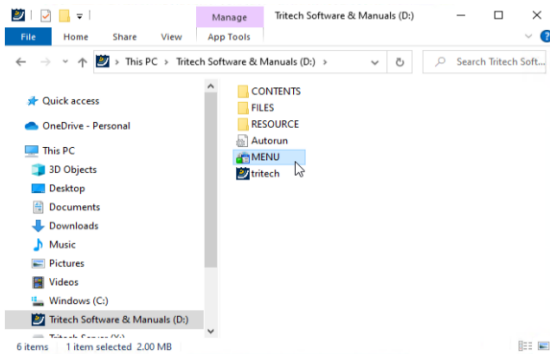 Manage
Tritech Software & Manuals (D:)
File
Home
Share
View
App Tools
This PC
Tritech Software & Manuals (D:)
Search Tritech Soft...
Quick access
OneDrive - Personal
This PC
3D Objects
Desktop
Documents
Downloads
Music
Pictures
Videos
Windows (C:)
Tritech Software & Manuals (D:)
CONTENTS
FILES
RESOURCE
Autorun
MENU
tritech
6 items
1 item selected 2.00 MB